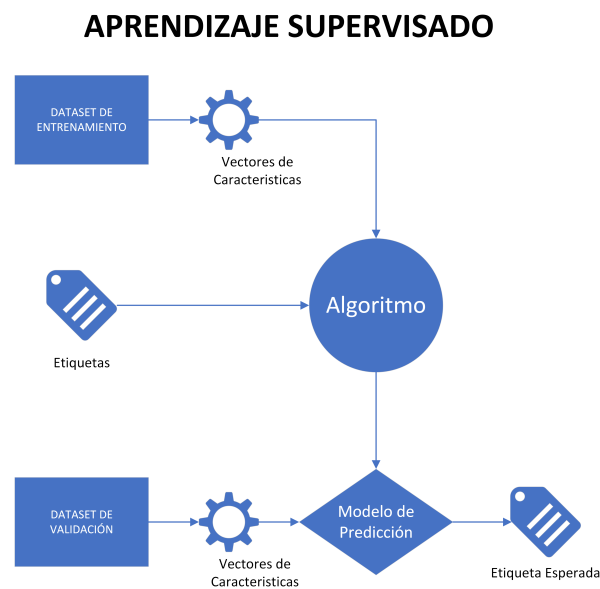 APRENDIZAJE SUPERVISADO
DATASET DE
ENTRENAMIENTO
Vectores de
Caracteristicas
Etiquetas
Algoritmo
DATASET DE
VALIDACIÓN
Vectores de
Caracteristicas
Modelo de
Predicción
Etiqueta Esperada